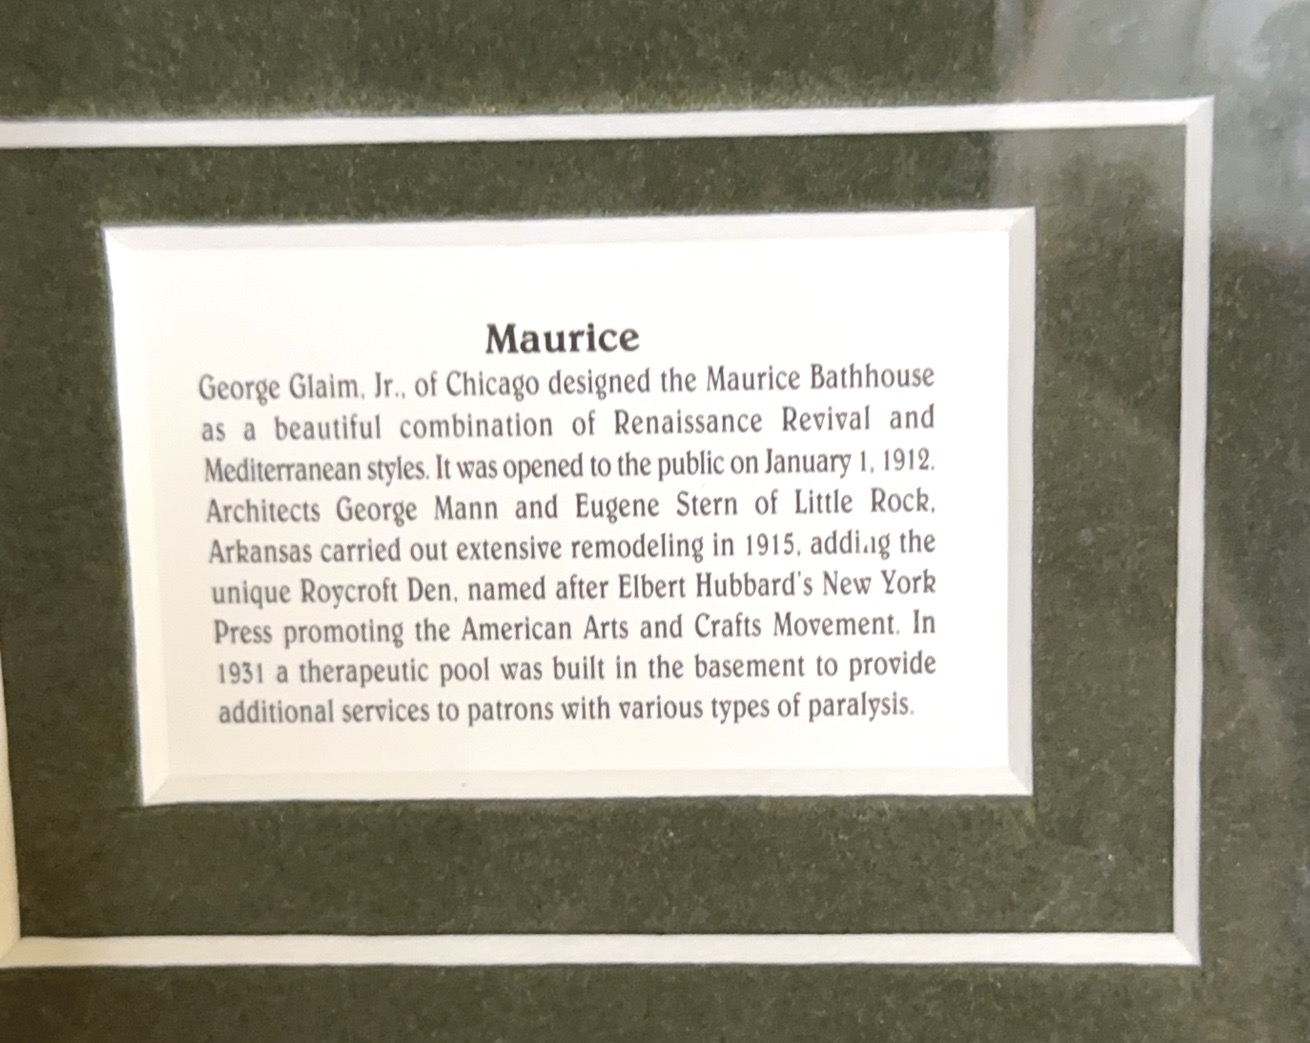 Maurice
George Glaim, Jr., of Chicago designed the Maurice Bathhouse
as a beautiful combination of Renaissance Revival and
Mediterranean styles. It was opened to the public on January 1, 1912.
Architects George Mann and Eugene Stern of Little Rock,
Arkansas carried out extensive remodeling in 1915, adding the
unique Roycroft Den, named after Elbert Hubbard's New York
Press promoting the American Arts and Crafts Movement. In
1931 a therapeutic pool was built in the basement to provide
additional services to patrons with various types of paralysis.